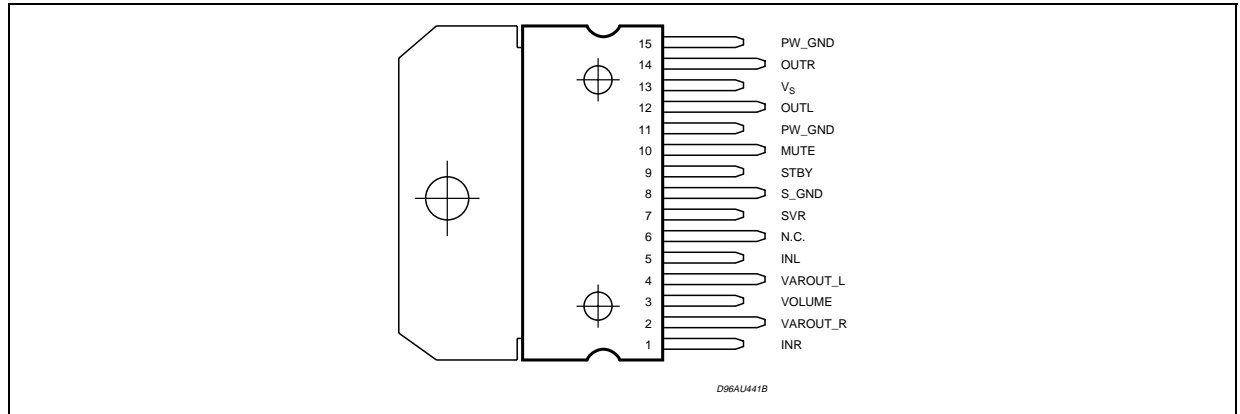 15 PW_GND
14 OUTR
13 VS
12 OUTL
11 PW_GND
10 MUTE
9 STBY
8 S_GND
7 SVR
6 N.C.
5 INL
4 VAROUT_L
3 VOLUME
2 VAROUT_R
1 INR
D96AU441B